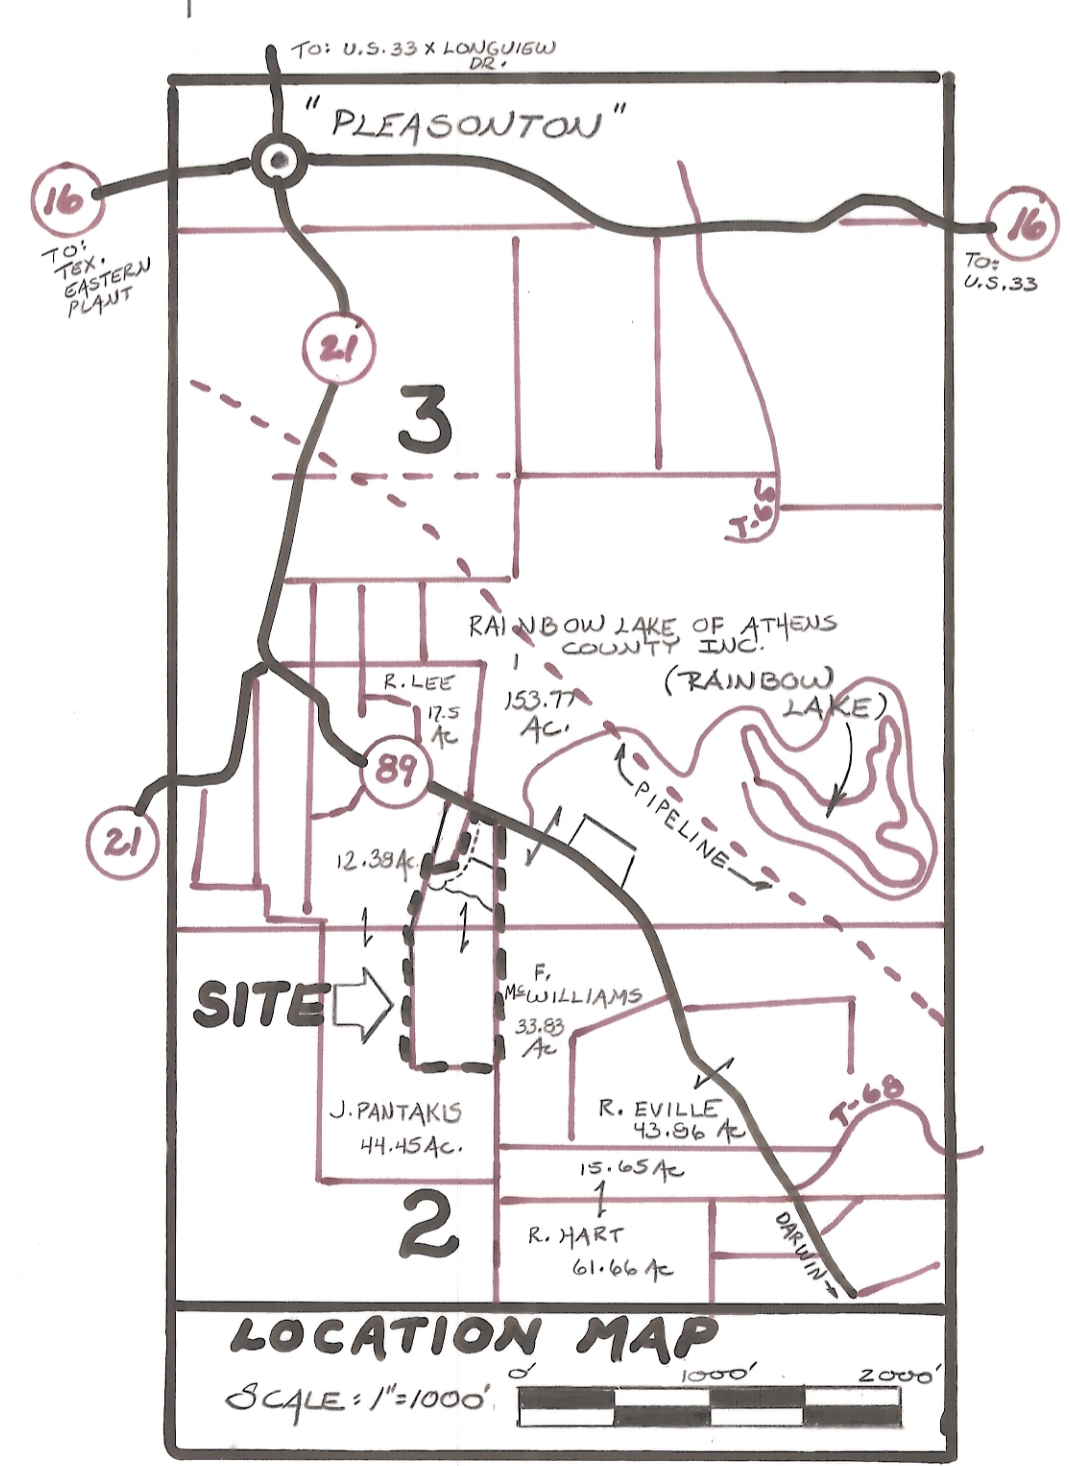 TO: U.S.33 X LONGVIEW
DR.
"PLEASONTON"
16
TO:
TEX.
EASTERN
PLANT
16
TO:
U.S.33
21
3
T-66
RAINBOW LAKE OF ATHENS
COUNTY INC.
153.77
AC.
(RAINBOW
LAKE)
R. LEE
17.5
AC
89
PIPELINE
21
12.38 AC.
SITE
F.
McWILLIAMS
33.83
AC
J. PANTAKIS
44.45 AC.
R. EVILLE
43.86 AC
T-68
15.65 AC
2
R. HART
61.66 AC
DARWIN
LOCATION MAP
SCALE: 1"=1000'
0' 1000' 2000'